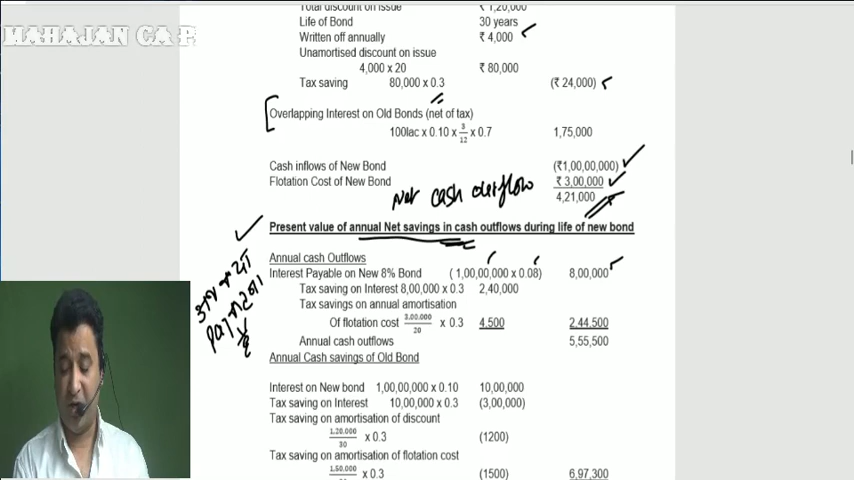 MAHAJAN CA P
Total discount on issue ₹ 1,20,000
Life of Bond 30 years
Written off annually ₹ 4,000
Unamortised discount on issue
4,000 x 20 ₹ 80,000
Tax saving 80,000 x 0.3 (₹ 24,000)
Overlapping Interest on Old Bonds (net of tax)
100lac x 0.10 x 3/12 x 0.7 1,75,000
Cash inflows of New Bond (₹1,00,00,000)
Flotation Cost of New Bond ₹ 3,00,000
Net cash outflow 4,21,000
Present value of annual Net savings in cash outflows during life of new bond
Annual cash Outflows
Interest Payable on New 8% Bond ( 1,00,00,000 x 0.08) 8,00,000
Tax saving on Interest 8,00,000 x 0.3 2,40,000
Tax savings on annual amortisation
Of flotation cost 3,00,000/20 x 0.3 4,500 2,44,500
Annual cash outflows 5,55,500
Annual Cash savings of Old Bond
Interest on New bond 1,00,00,000 x 0.10 10,00,000
Tax saving on Interest 10,00,000 x 0.3 (3,00,000)
Tax saving on amortisation of discount
1,20,000/30 x 0.3 (1200)
Tax saving on amortisation of flotation cost
1,50,000 x 0.3 (1500) 6,97,300